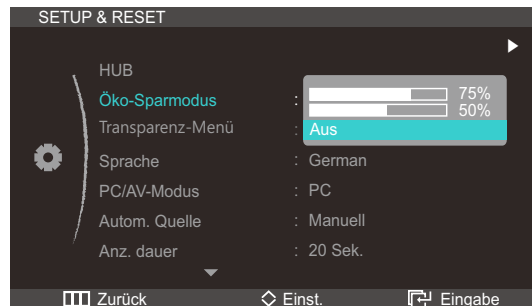 SETUP & RESET
HUB
Öko-Sparmodus :
75%
50%
Transparenz-Menü : Aus
Sprache : German
PC/AV-Modus : PC
Autom. Quelle : Manuell
Anz. dauer : 20 Sek.
Zurück Einst. Eingabe